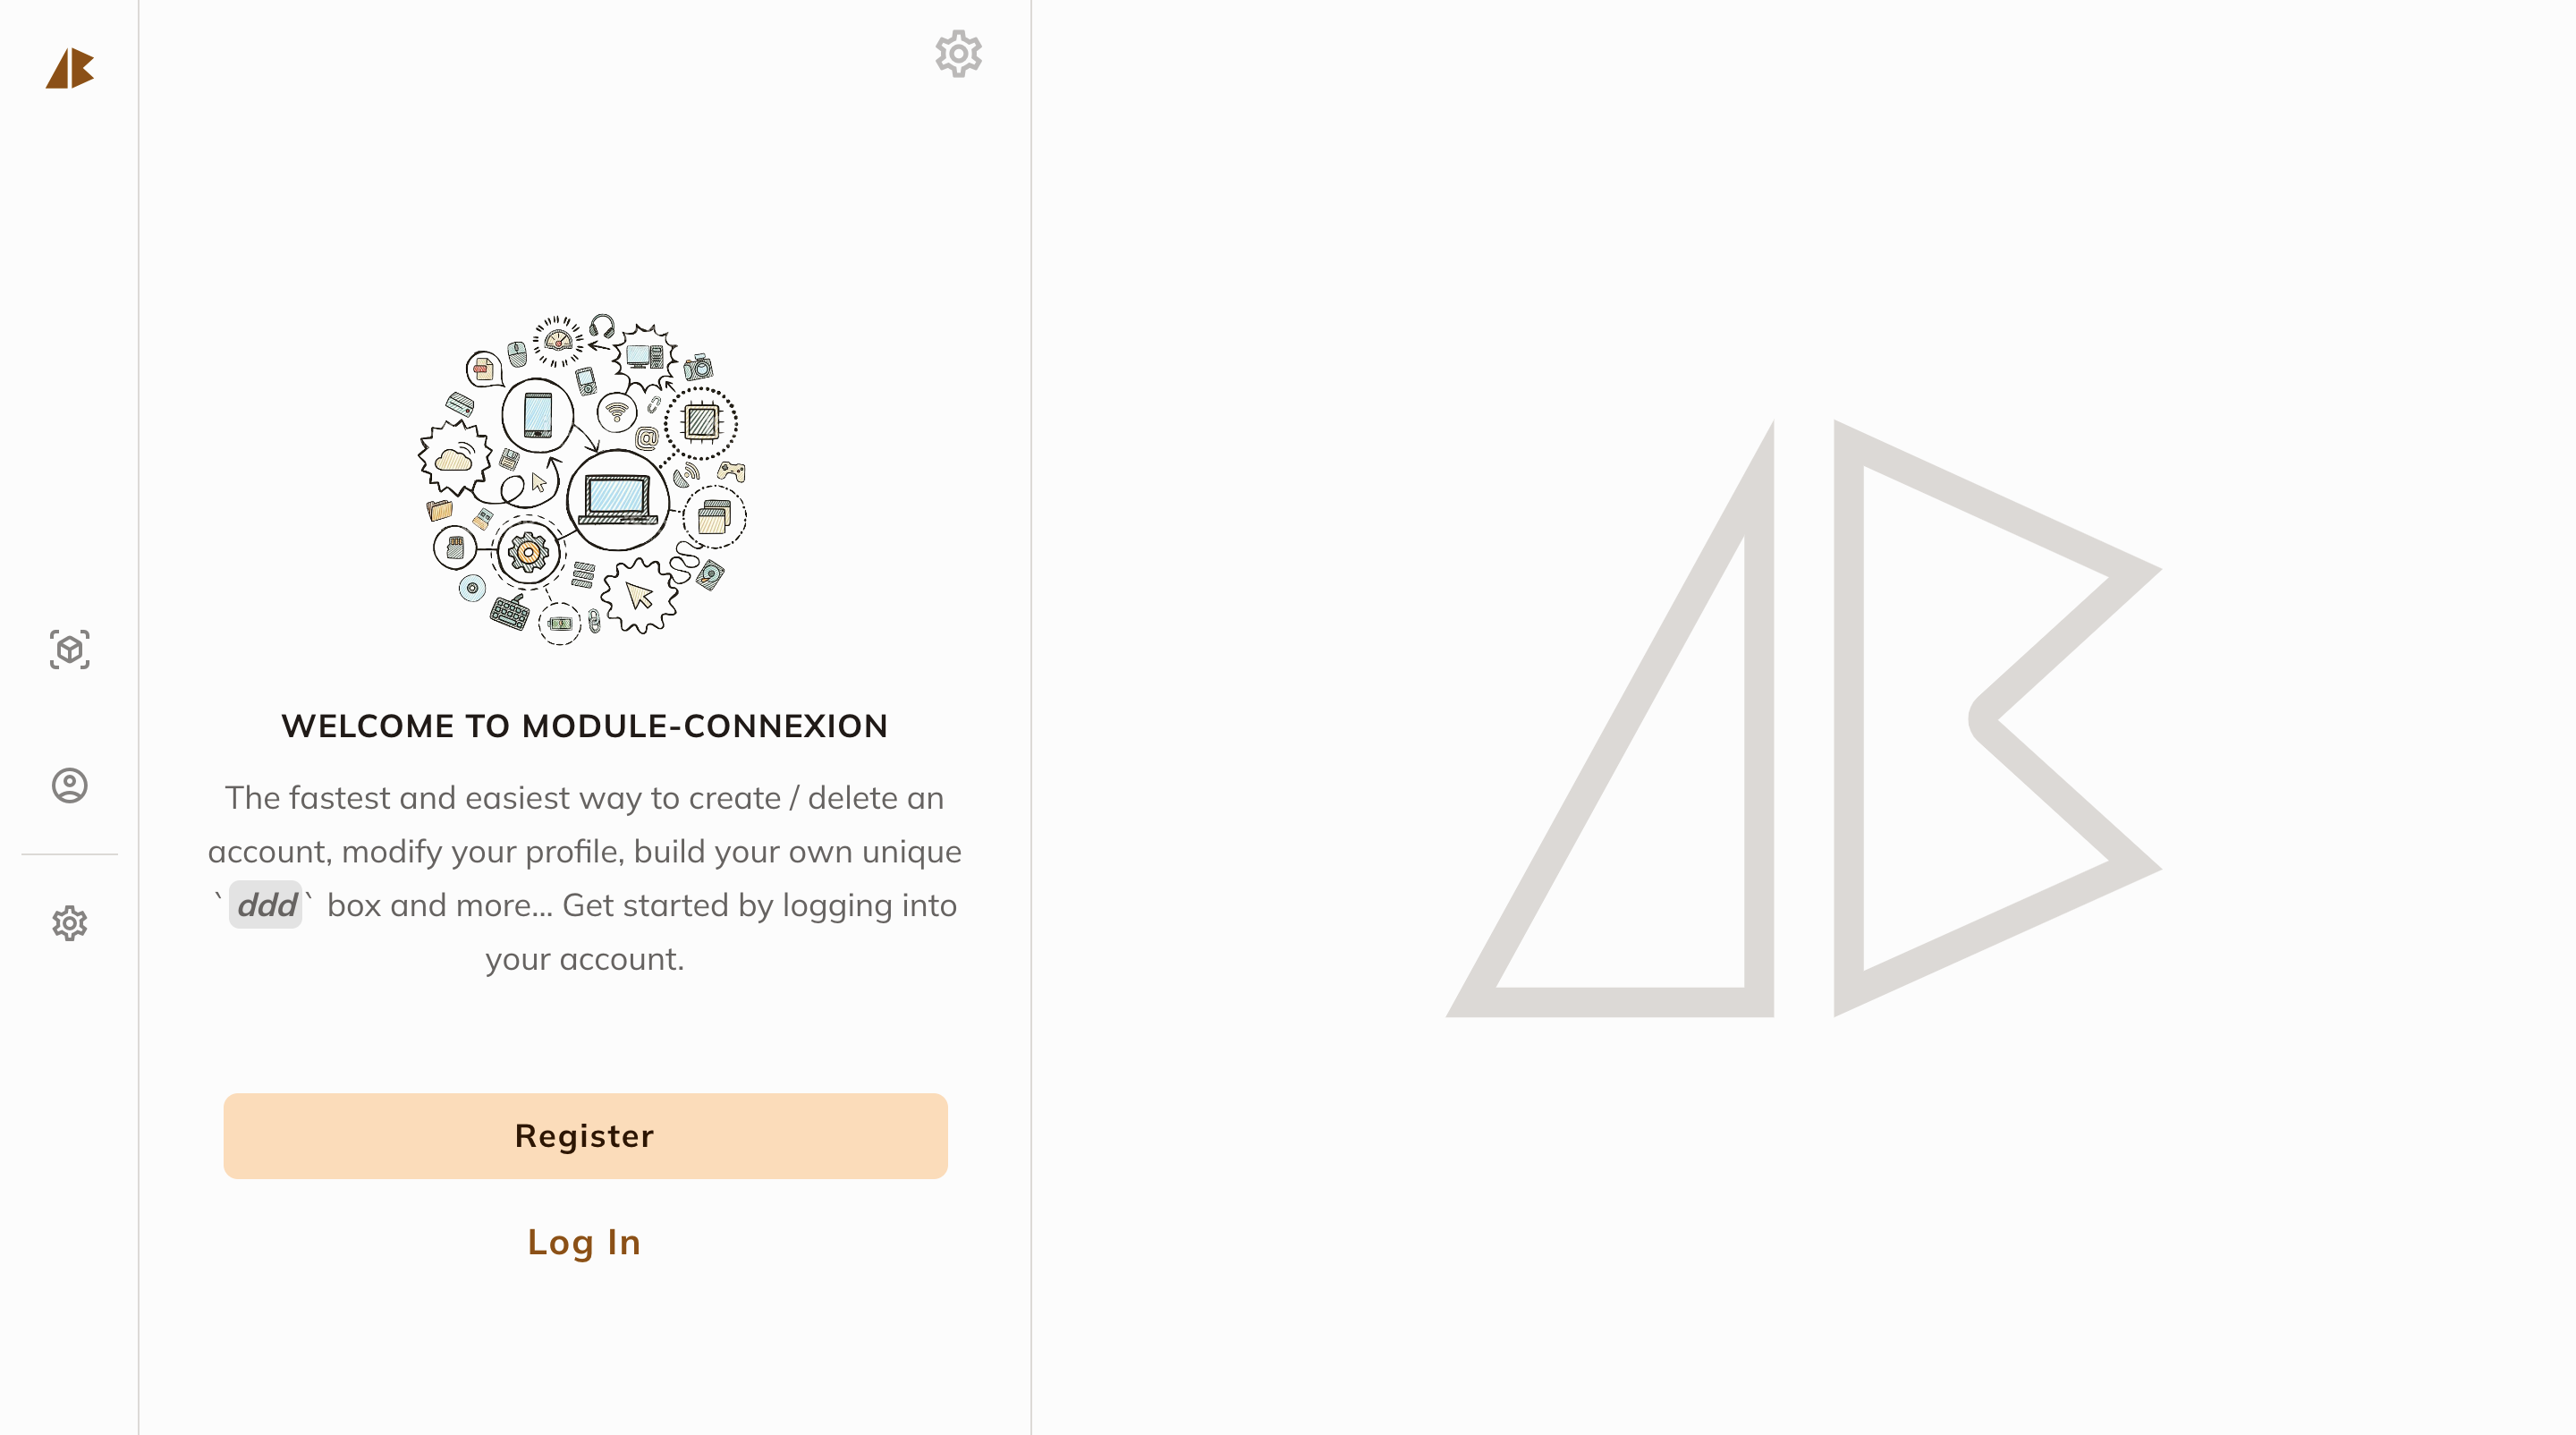 WELCOME TO MODULE-CONNEXION
The fastest and easiest way to create / delete an
account, modify your profile, build your own unique
` ddd ` box and more... Get started by logging into
your account.
Register
Log In